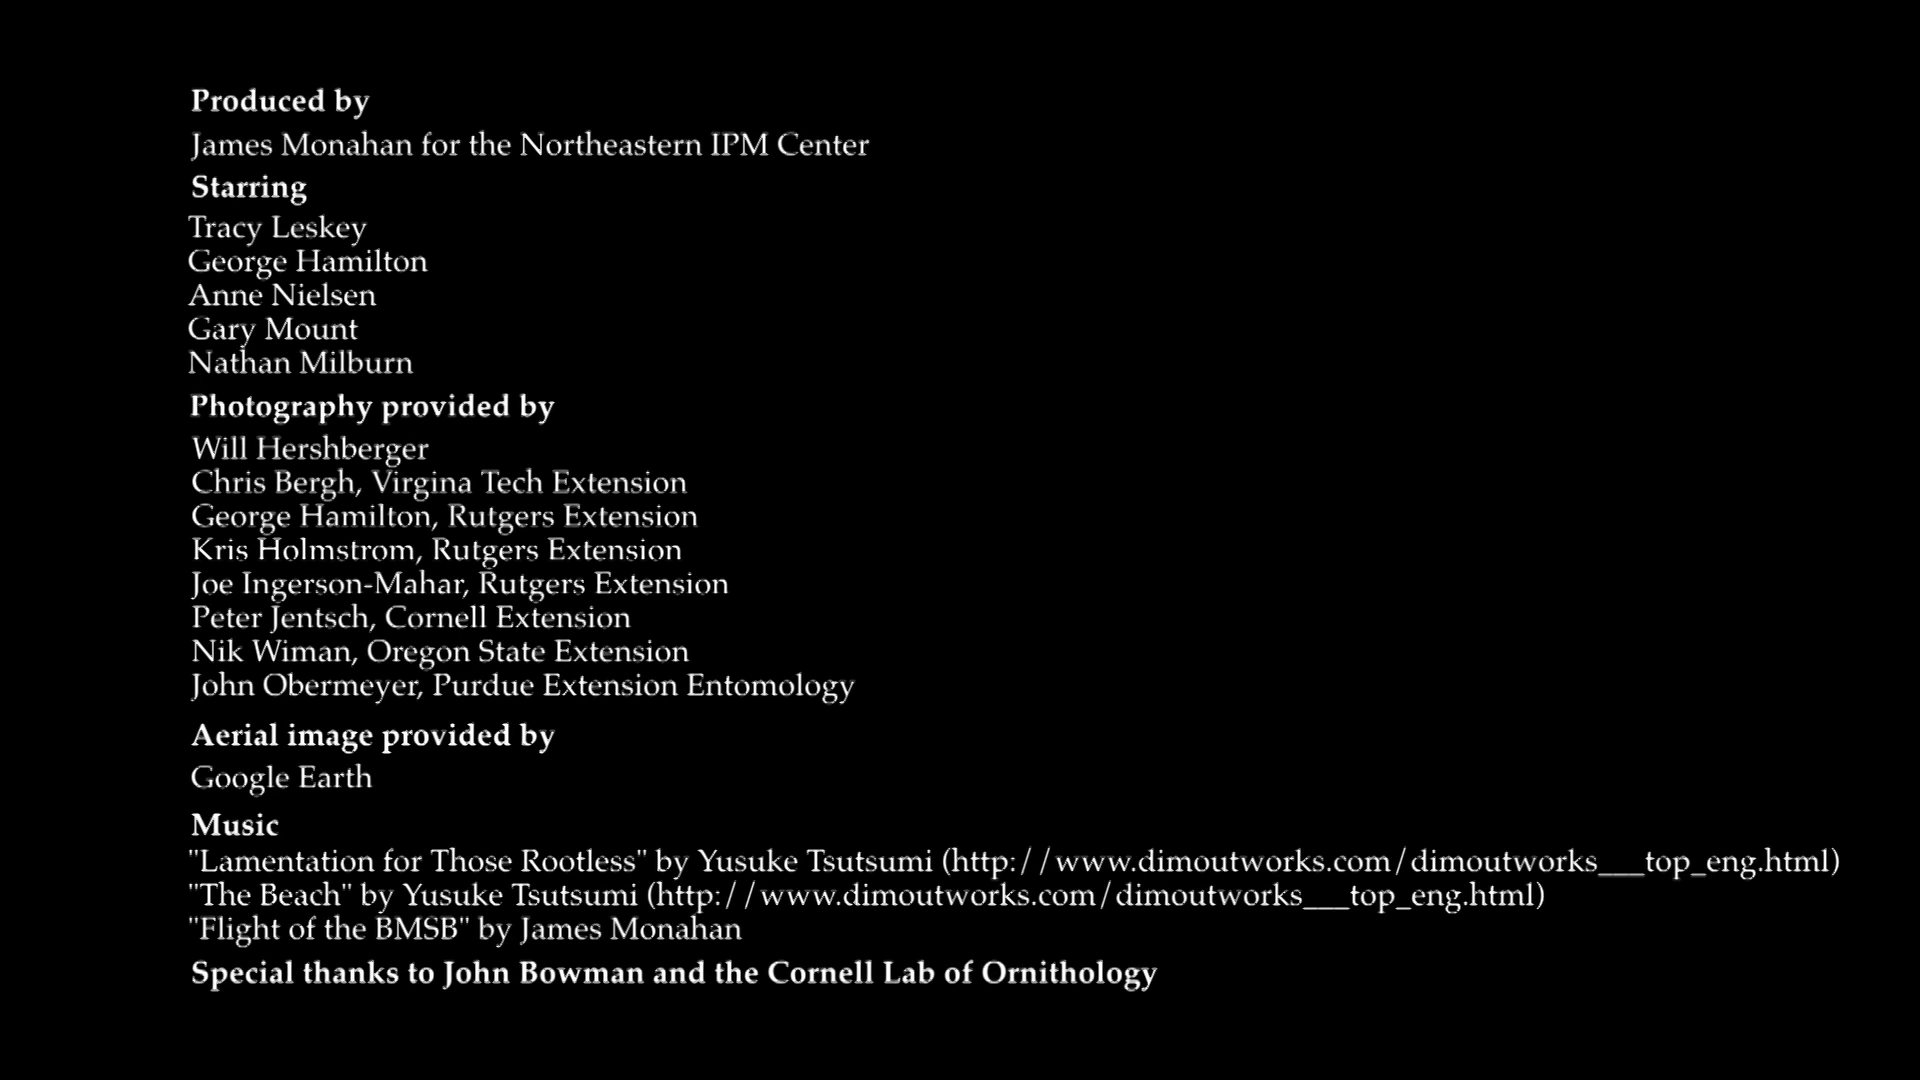 Produced by
James Monahan for the Northeastern IPM Center
Starring
Tracy Leskey
George Hamilton
Anne Nielsen
Gary Mount
Nathan Milburn
Photography provided by
Will Hershberger
Chris Bergh, Virgina Tech Extension
George Hamilton, Rutgers Extension
Kris Holmstrom, Rutgers Extension
Joe Ingerson-Mahar, Rutgers Extension
Peter Jentsch, Cornell Extension
Nik Wiman, Oregon State Extension
John Obermeyer, Purdue Extension Entomology
Aerial image provided by
Google Earth
Music
"Lamentation for Those Rootless" by Yusuke Tsutsumi (http://www.dimoutworks.com/dimoutworks___top_eng.html)
"The Beach" by Yusuke Tsutsumi (http://www.dimoutworks.com/dimoutworks___top_eng.html)
"Flight of the BMSB" by James Monahan
Special thanks to John Bowman and the Cornell Lab of Ornithology